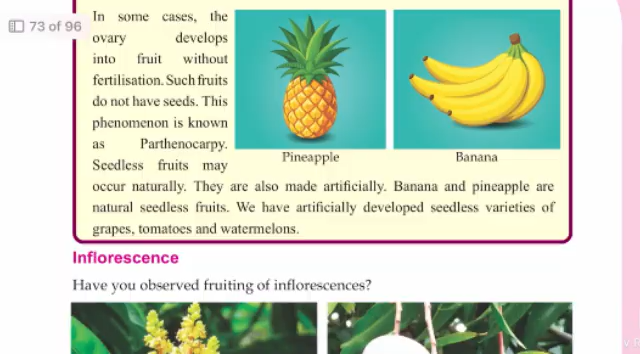 73 of 96
In some cases, the
ovary develops
into fruit without
fertilisation. Such fruits
do not have seeds. This
phenomenon is known
as Parthenocarpy.
Seedless fruits may
Pineapple
Banana
occur naturally. They are also made artificially. Banana and pineapple are
natural seedless fruits. We have artificially developed seedless varieties of
grapes, tomatoes and watermelons.
Inflorescence
Have you observed fruiting of inflorescences?